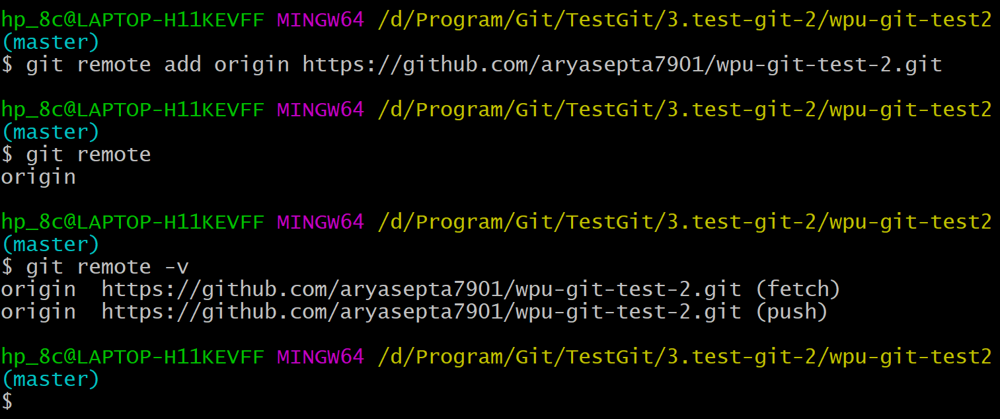 hp_8c@LAPTOP-H11KEVFF MINGW64 /d/Program/Git/TestGit/3.test-git-2/wpu-git-test2
(master)
$ git remote add origin https://github.com/aryasepta7901/wpu-git-test-2.git
hp_8c@LAPTOP-H11KEVFF MINGW64 /d/Program/Git/TestGit/3.test-git-2/wpu-git-test2
(master)
$ git remote
origin
hp_8c@LAPTOP-H11KEVFF MINGW64 /d/Program/Git/TestGit/3.test-git-2/wpu-git-test2
(master)
$ git remote -v
origin  https://github.com/aryasepta7901/wpu-git-test-2.git (fetch)
origin  https://github.com/aryasepta7901/wpu-git-test-2.git (push)
hp_8c@LAPTOP-H11KEVFF MINGW64 /d/Program/Git/TestGit/3.test-git-2/wpu-git-test2
(master)
$